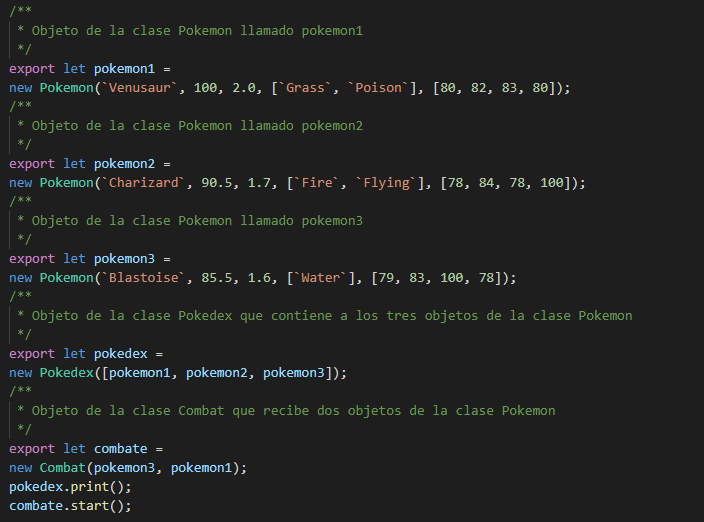 /**
 * Objeto de la clase Pokemon llamado pokemon1
 */
export let pokemon1 =
new Pokemon(`Venusaur`, 100, 2.0, [`Grass`, `Poison`], [80, 82, 83, 80]);
/**
 * Objeto de la clase Pokemon llamado pokemon2
 */
export let pokemon2 =
new Pokemon(`Charizard`, 90.5, 1.7, [`Fire`, `Flying`], [78, 84, 78, 100]);
/**
 * Objeto de la clase Pokemon llamado pokemon3
 */
export let pokemon3 =
new Pokemon(`Blastoise`, 85.5, 1.6, [`Water`], [79, 83, 100, 78]);
/**
 * Objeto de la clase Pokedex que contiene a los tres objetos de la clase Pokemon
 */
export let pokedex =
new Pokedex([pokemon1, pokemon2, pokemon3]);
/**
 * Objeto de la clase Combat que recibe dos objetos de la clase Pokemon
 */
export let combate =
new Combat(pokemon3, pokemon1);
pokedex.print();
combate.start();